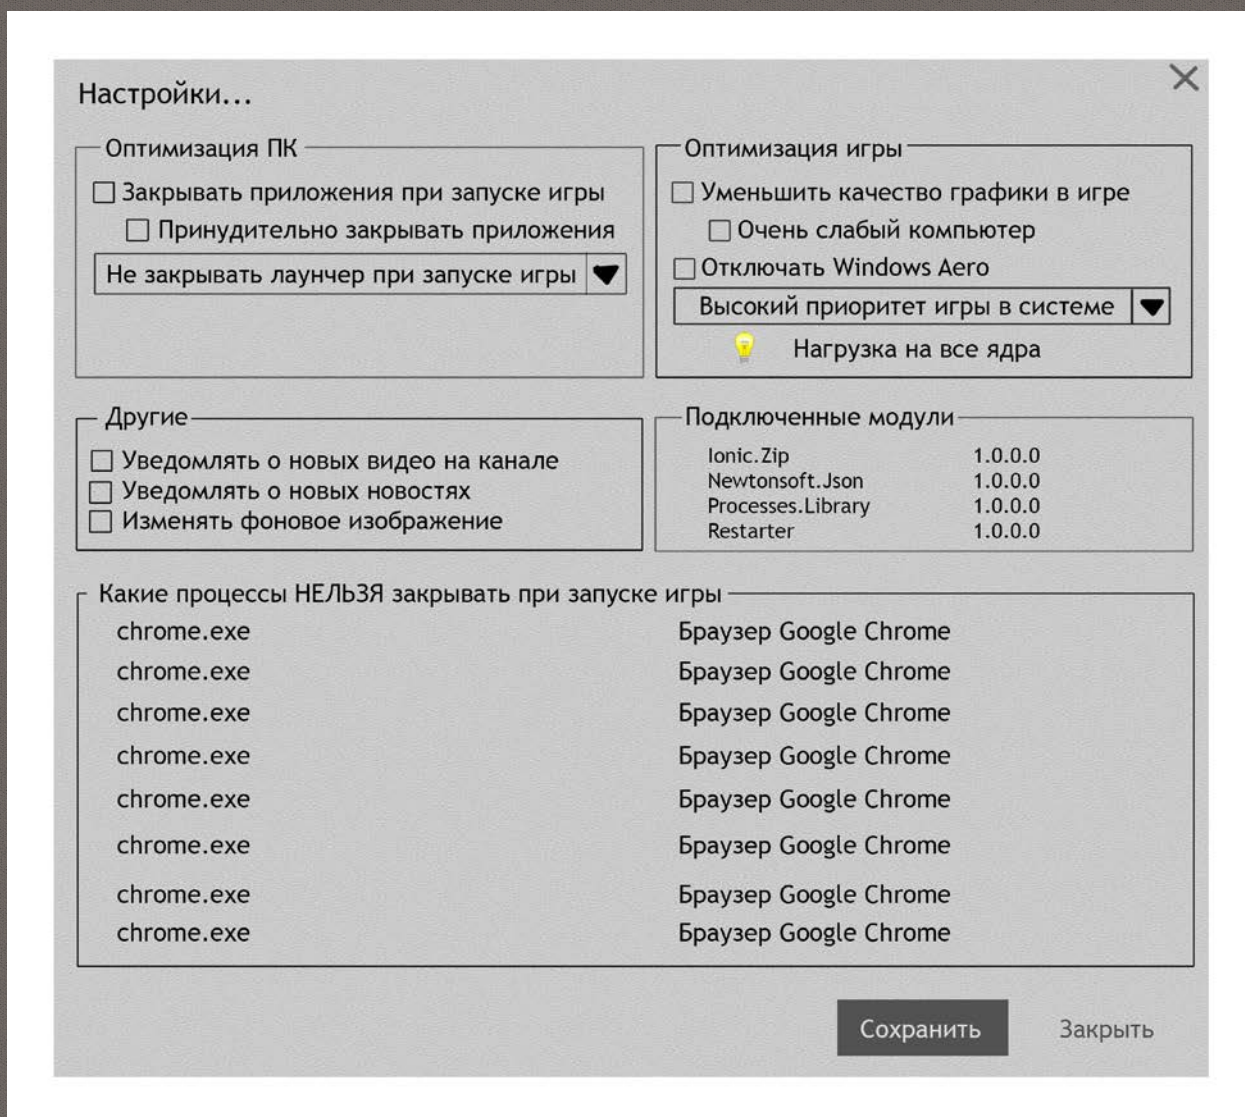 Настройки...
Оптимизация ПК
Закрывать приложения при запуске игры
Принудительно закрывать приложения
Не закрывать лаунчер при запуске игры
Оптимизация игры
Уменьшить качество графики в игре
Очень слабый компьютер
Отключать Windows Aero
Высокий приоритет игры в системе
Нагрузка на все ядра
Другие
Уведомлять о новых видео на канале
Уведомлять о новых новостях
Изменять фоновое изображение
Подключенные модули
Ionic.Zip 1.0.0.0
Newtonsoft.Json 1.0.0.0
Processes.Library 1.0.0.0
Restarter 1.0.0.0
Какие процессы НЕЛЬЗЯ закрывать при запуске игры
chrome.exe Браузер Google Chrome
chrome.exe Браузер Google Chrome
chrome.exe Браузер Google Chrome
chrome.exe Браузер Google Chrome
chrome.exe Браузер Google Chrome
chrome.exe Браузер Google Chrome
chrome.exe Браузер Google Chrome
chrome.exe Браузер Google Chrome
Сохранить Закрыть